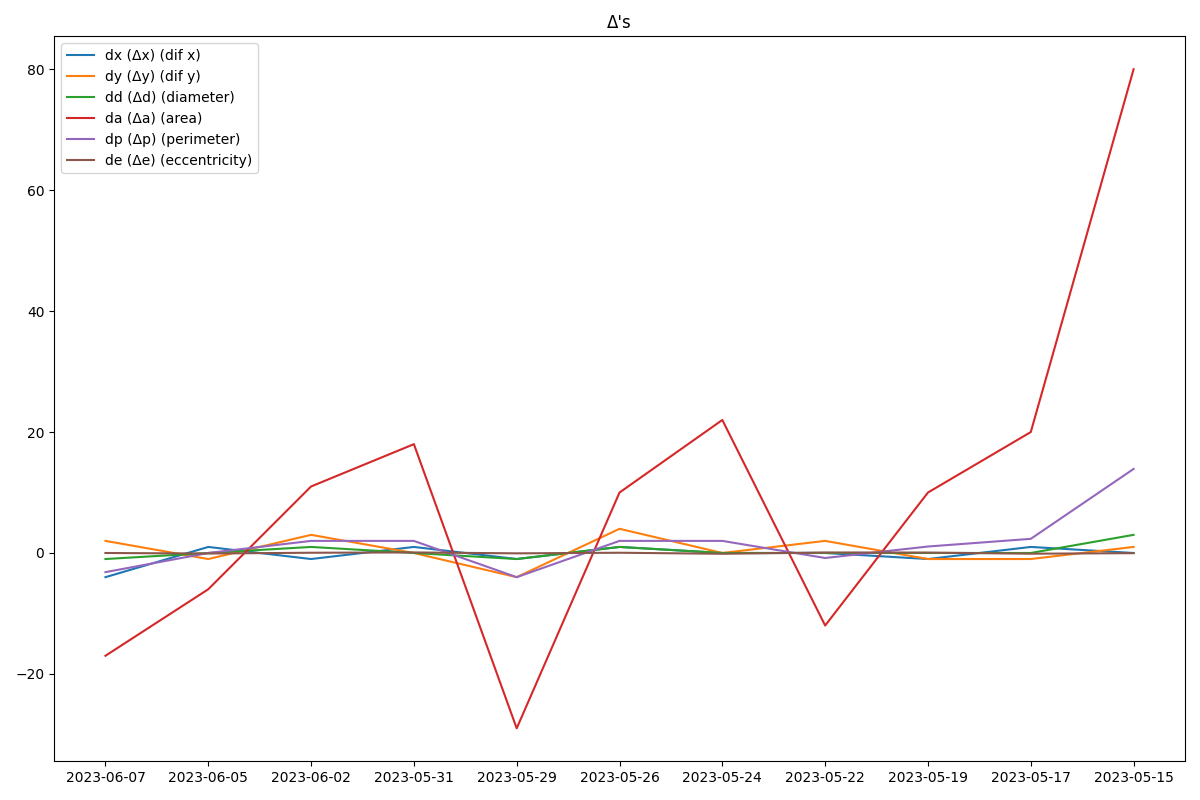 Δ's
dx (Δx) (dif x)
dy (Δy) (dif y)
dd (Δd) (diameter)
da (Δa) (area)
dp (Δp) (perimeter)
de (Δe) (eccentricity)
80
60
40
20
0
−20
2023-06-07 2023-06-05 2023-06-02 2023-05-31 2023-05-29 2023-05-26 2023-05-24 2023-05-22 2023-05-19 2023-05-17 2023-05-15